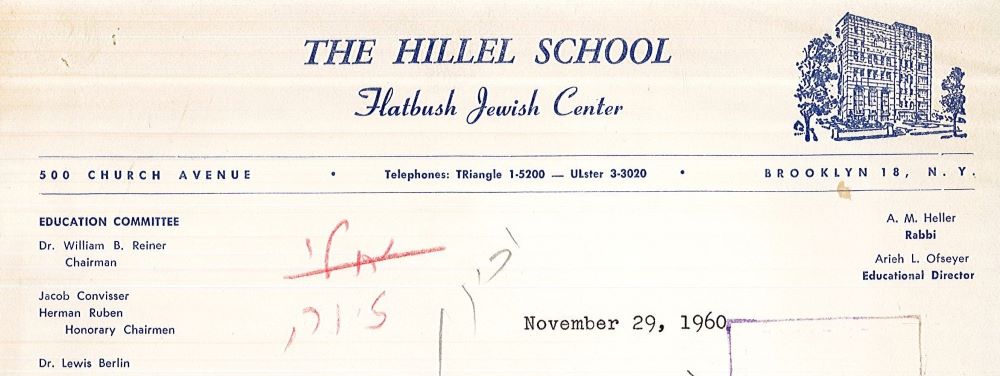 THE HILLEL SCHOOL
Flatbush Jewish Center
500 CHURCH AVENUE • Telephones: TRiangle 1-5200 — ULster 3-3020 • BROOKLYN 18, N. Y.
EDUCATION COMMITTEE
Dr. William B. Reiner
Chairman
Jacob Convisser
Herman Ruben
Honorary Chairmen
Dr. Lewis Berlin
A. M. Heller
Rabbi
Arieh L. Ofseyer
Educational Director
November 29, 1960